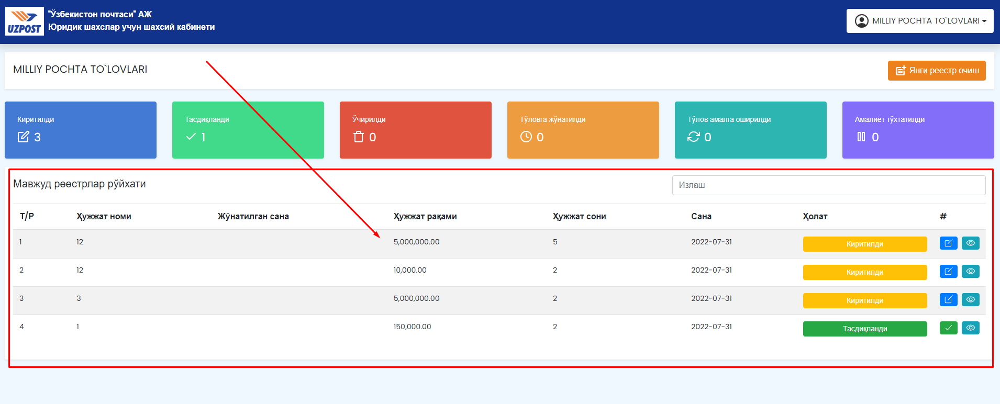 UZPOST
"Ўзбекистон почтаси" АЖ
Юридик шахслар учун шахсий кабинети
MILLIY POCHTA TO`LOVLARI
MILLIY POCHTA TO`LOVLARI
Янги реестр очиш
Киритилди
3
Тасдиқланди
1
Ўчирилди
0
Тўловга жўнатилди
0
Тўлов амалга оширилди
0
Амалиёт тўхтатилди
0
Мавжуд реестрлар рўйхати
Излаш
Т/Р Ҳужжат номи Жўнатилган сана Ҳужжат рақами Ҳужжат сони Сана Ҳолат #
1 12 5,000,000.00 5 2022-07-31 Киритилди
2 12 10,000.00 2 2022-07-31 Киритилди
3 3 5,000,000.00 2 2022-07-31 Киритилди
4 1 150,000.00 2 2022-07-31 Тасдиқланди